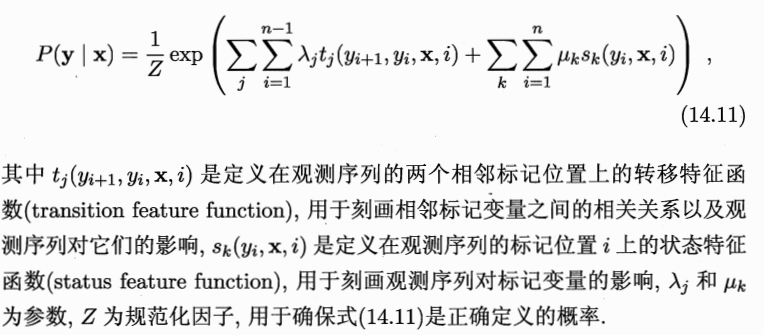 P(y | x) = \frac{1}{Z} \exp \left( \sum_{j} \sum_{i=1}^{n-1} \lambda_j t_j(y_{i+1}, y_i, \mathbf{x}, i) + \sum_{k} \sum_{i=1}^{n} \mu_k s_k(y_i, \mathbf{x}, i) \right) ,
(14.11)
其中 t_j(y_{i+1}, y_i, \mathbf{x}, i) 是定义在观测序列的两个相邻标记位置上的转移特征函
数(transition feature function), 用于刻画相邻标记变量之间的相关关系以及观
测序列对它们的影响, s_k(y_i, \mathbf{x}, i) 是定义在观测序列的标记位置 i 上的状态特征
函数(status feature function), 用于刻画观测序列对标记变量的影响, λ_j 和 μ_k
为参数, Z 为规范化因子, 用于确保式(14.11)是正确定义的概率.